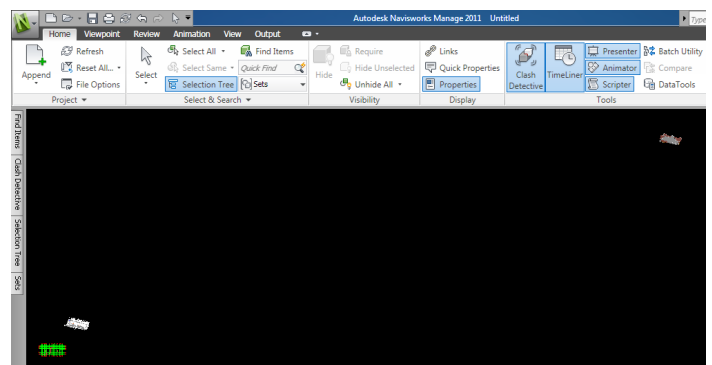 Autodesk Navisworks Manage 2011 Untitled
Type
Home Viewpoint Review Animation View Output
Append
Refresh
Reset All...
File Options
Project
Select
Select All
Select Same
Selection Tree
Find Items
Quick Find
Sets
Select & Search
Hide
Require
Hide Unselected
Unhide All
Visibility
Links
Quick Properties
Properties
Display
Clash
Detective
TimeLiner
Presenter
Animator
Scripter
Batch Utility
Compare
DataTools
Tools
Find Items
Clash Detective
Selection Tree
Sets